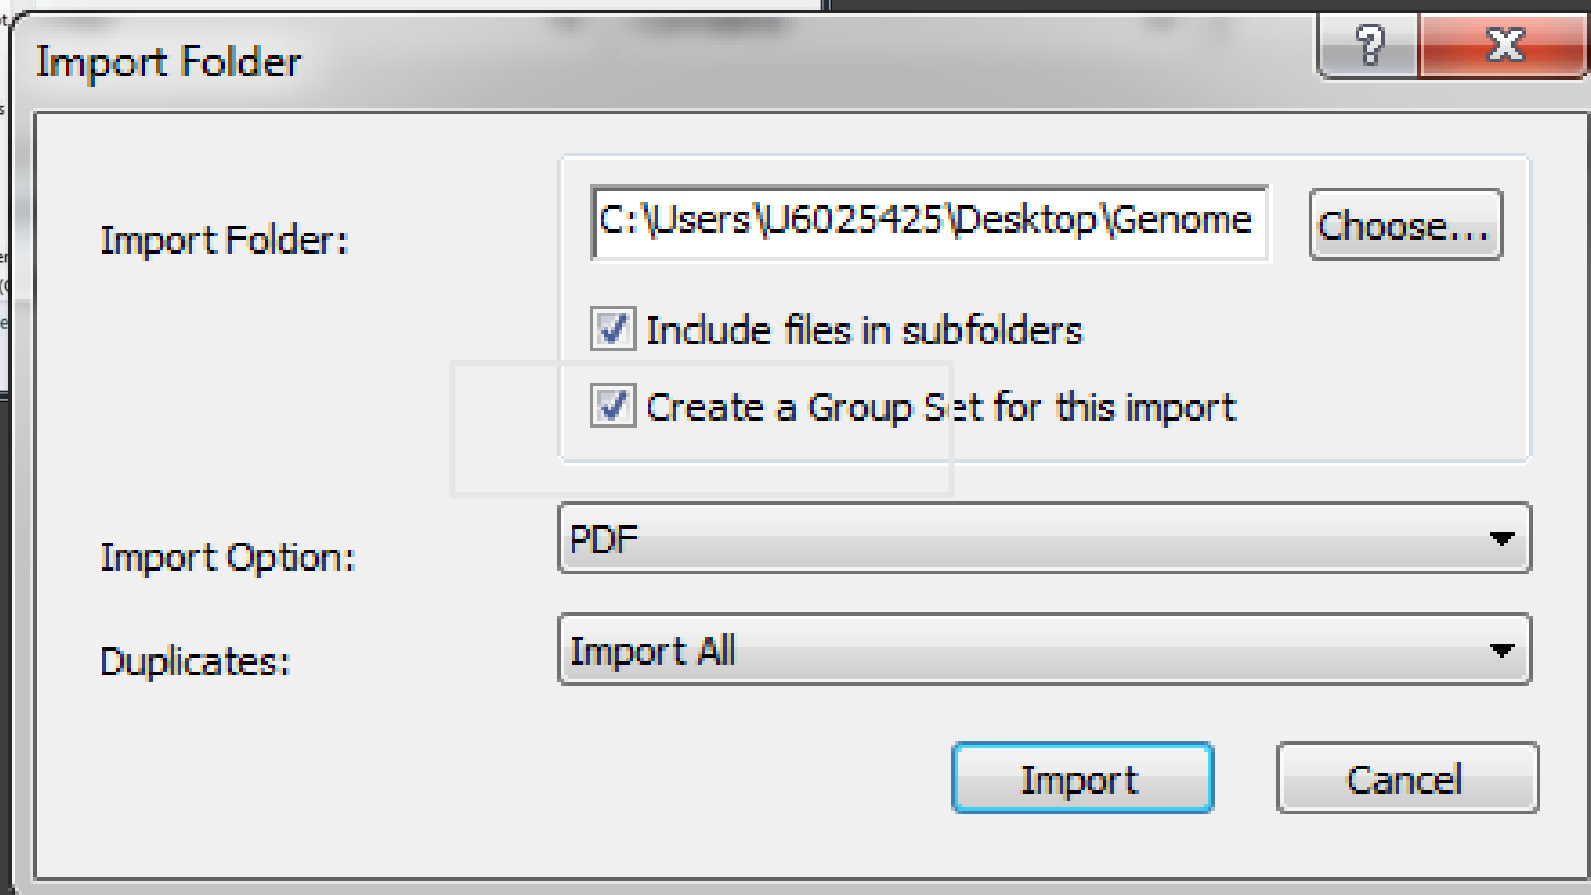 Import Folder
Import Folder: C:\Users\U6025425\Desktop\Genome Choose...
Include files in subfolders
Create a Group Set for this import
Import Option: PDF
Duplicates: Import All
Import Cancel